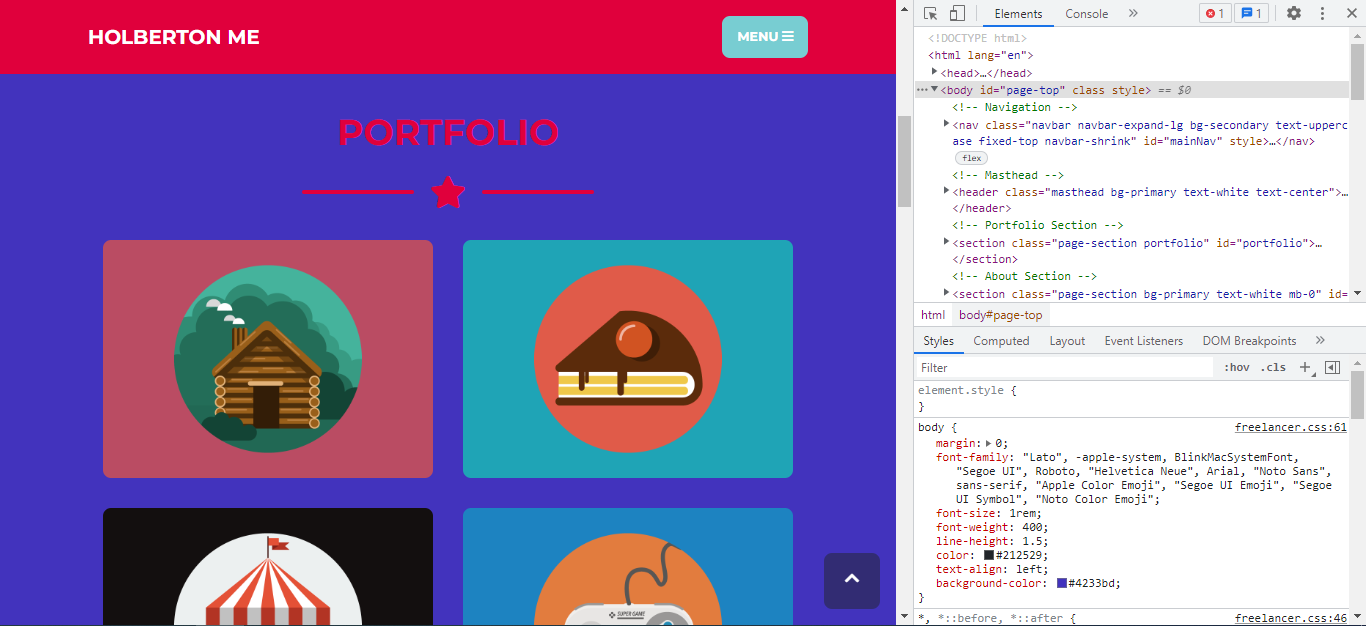 HOLBERTON ME
MENU
PORTFOLIO
SUPER GAME
Elements
Console
1
1
<!DOCTYPE html>
<html lang="en">
<head>…</head>
<body id="page-top" class style> == $0
<!-- Navigation -->
<nav class="navbar navbar-expand-lg bg-secondary text-upperc
ase fixed-top navbar-shrink" id="mainNav" style>…</nav>
flex
<!-- Masthead -->
<header class="masthead bg-primary text-white text-center">…
</header>
<!-- Portfolio Section -->
<section class="page-section portfolio" id="portfolio">…
</section>
<!-- About Section -->
<section class="page-section bg-primary text-white mb-0" id=
html
body#page-top
Styles
Computed
Layout
Event Listeners
DOM Breakpoints
Filter
:hov
.cls
element.style {
}
body {
freelancer.css:61
margin: 0;
font-family: "Lato", -apple-system, BlinkMacSystemFont,
"Segoe UI", Roboto, "Helvetica Neue", Arial, "Noto Sans",
sans-serif, "Apple Color Emoji", "Segoe UI Emoji", "Segoe
UI Symbol", "Noto Color Emoji";
font-size: 1rem;
font-weight: 400;
line-height: 1.5;
color: #212529;
text-align: left;
background-color: #4233bd;
}
*, *::before, *::after {
freelancer.css:46